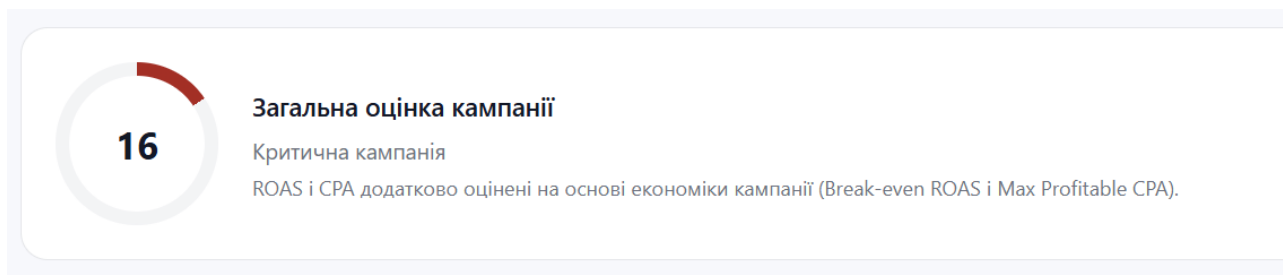 16
Загальна оцінка кампанії
Критична кампанія
ROAS і CPA додатково оцінені на основі економіки кампанії (Break-even ROAS і Max Profitable CPA).